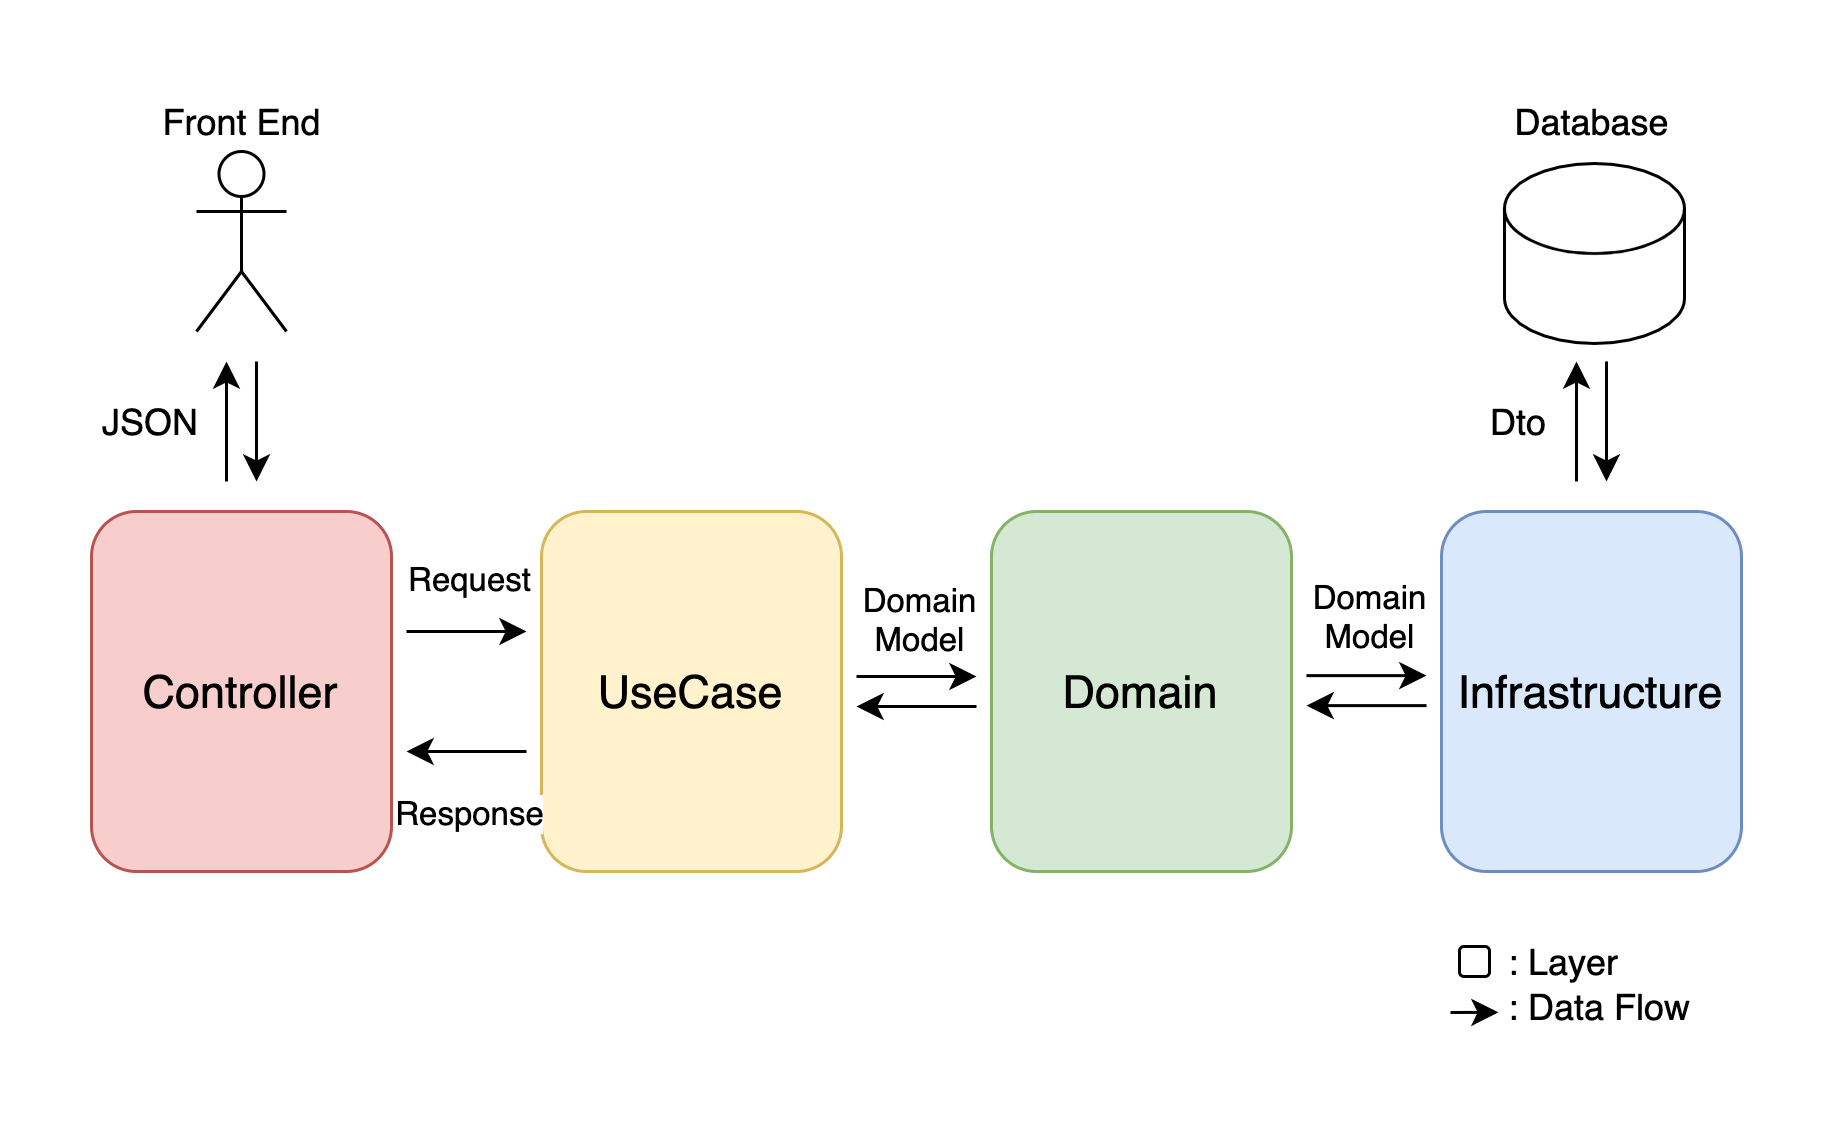 Front End
Database
JSON
Dto
Request
Domain
Model
Domain
Model
Controller
UseCase
Domain
Infrastructure
Response
: Layer
: Data Flow